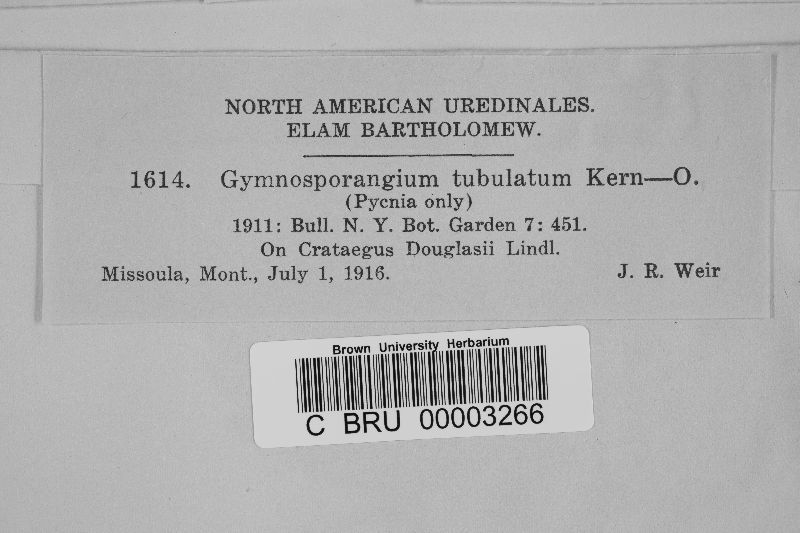 NORTH AMERICAN UREDINALES.
ELAM BARTHOLOMEW.
1614. Gymnosporangium tubulatum Kern—O.
(Pycnia only)
1911: Bull. N. Y. Bot. Garden 7: 451.
On Crataegus Douglasii Lindl.
Missoula, Mont., July 1, 1916. J. R. Weir
Brown University Herbarium
C BRU 00003266